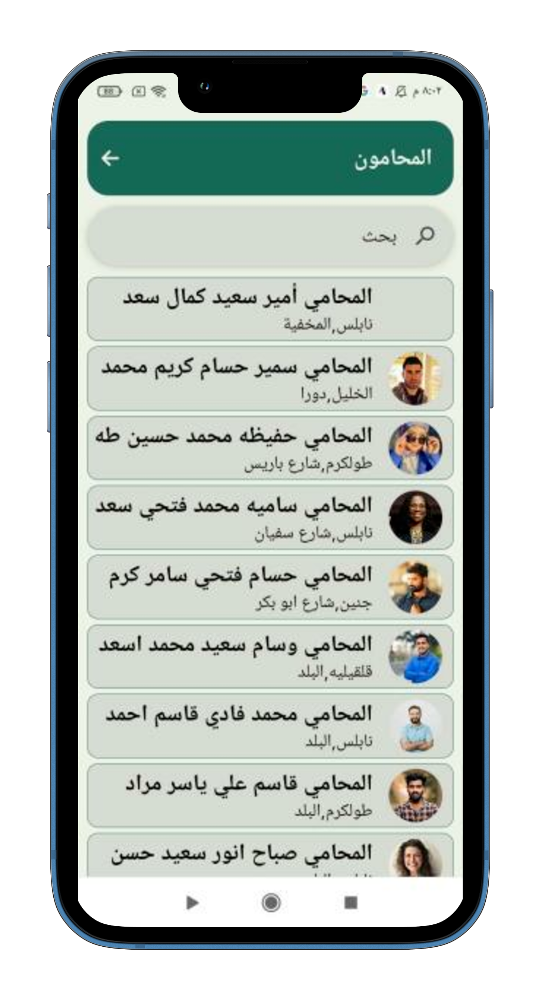 ٨:٠٢ م
88
المحامون
بحث
المحامي أمير سعيد كمال سعد
نابلس,المخفية
المحامي سمير حسام كريم محمد
الخليل,دورا
المحامي حفيظه محمد حسين طه
طولكرم,شارع باريس
المحامي ساميه محمد فتحي سعد
نابلس,شارع سفيان
المحامي حسام فتحي سامر كرم
جنين,شارع ابو بكر
المحامي وسام سعيد محمد اسعد
قلقيليه,البلد
المحامي محمد فادي قاسم احمد
نابلس,البلد
المحامي قاسم علي ياسر مراد
طولكرم,البلد
المحامي صباح انور سعيد حسن